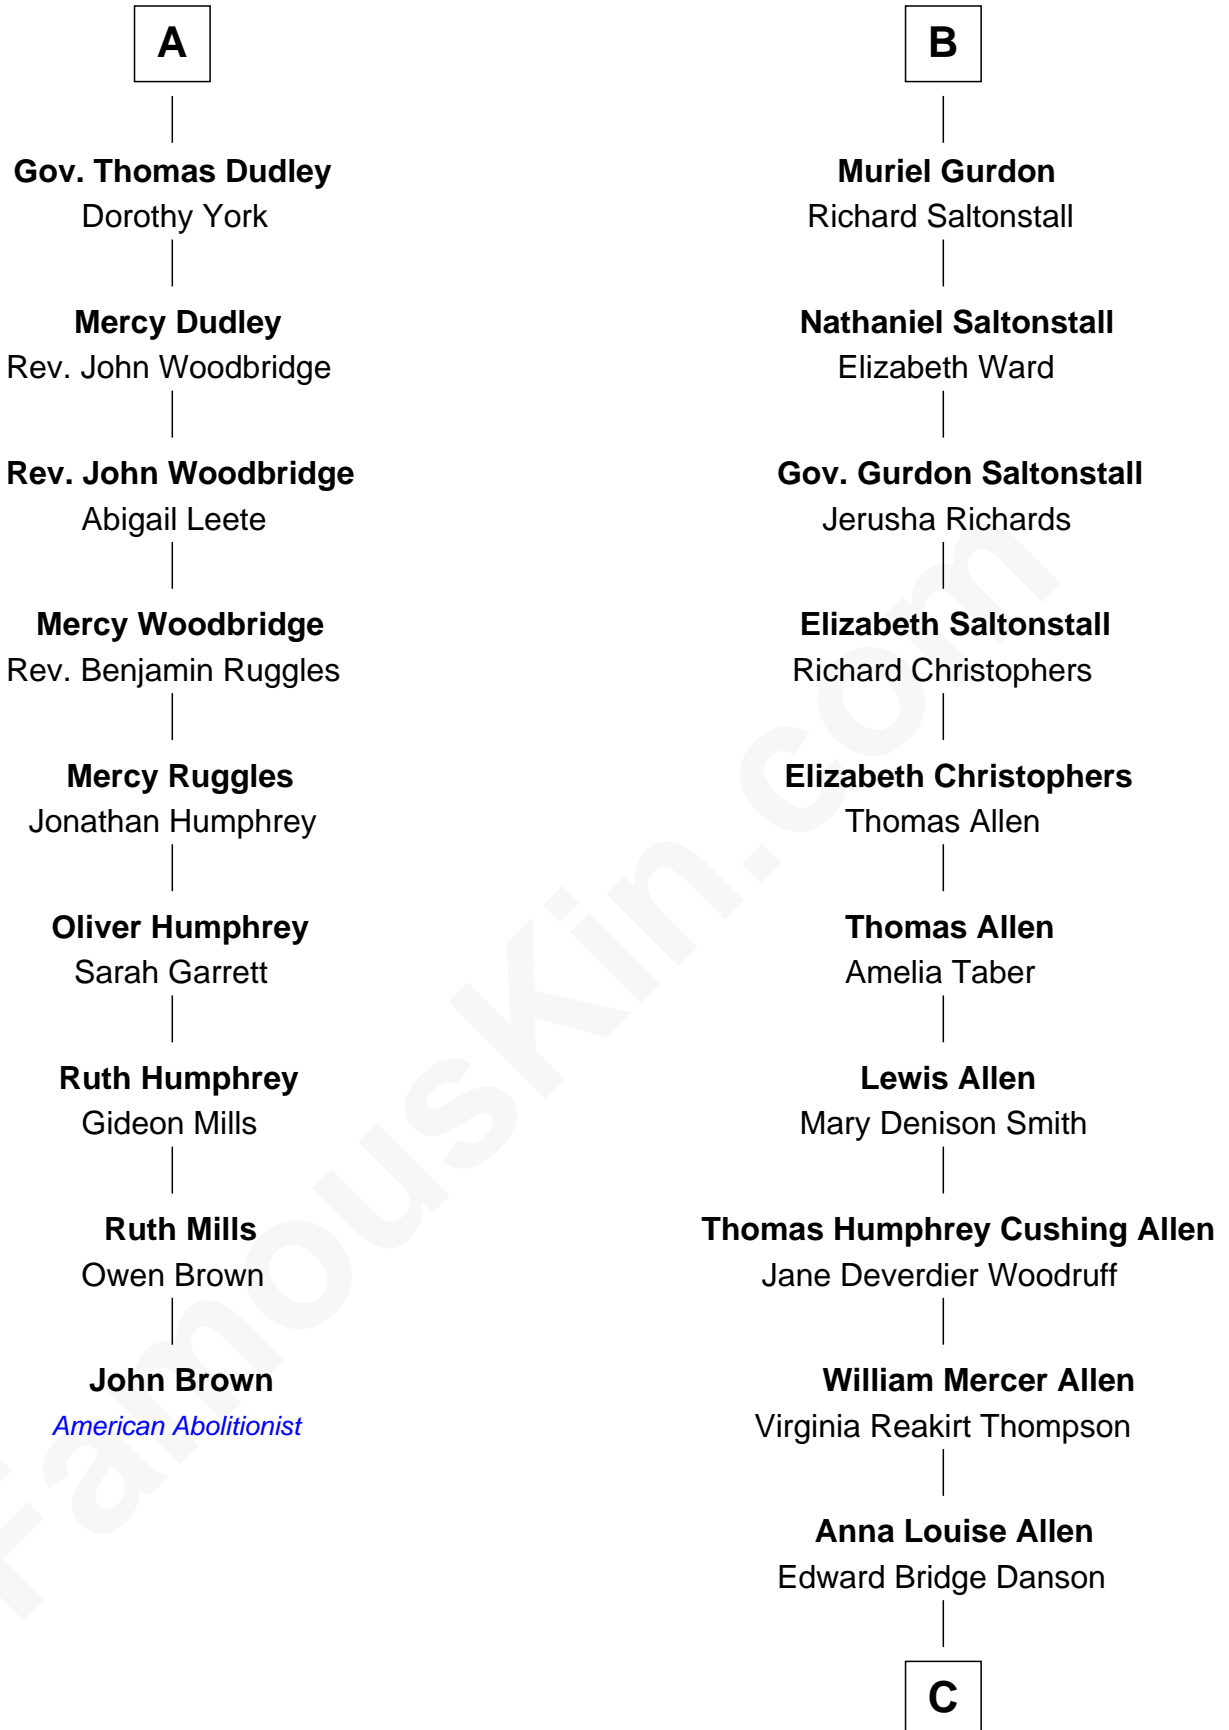 A
Gov. Thomas Dudley
Dorothy York
Mercy Dudley
Rev. John Woodbridge
Rev. John Woodbridge
Abigail Leete
Mercy Woodbridge
Rev. Benjamin Ruggles
Mercy Ruggles
Jonathan Humphrey
Oliver Humphrey
Sarah Garrett
Ruth Humphrey
Gideon Mills
Ruth Mills
Owen Brown
John Brown
American Abolitionist
B
Muriel Gurdon
Richard Saltonstall
Nathaniel Saltonstall
Elizabeth Ward
Gov. Gurdon Saltonstall
Jerusha Richards
Elizabeth Saltonstall
Richard Christophers
Elizabeth Christophers
Thomas Allen
Thomas Allen
Amelia Taber
Lewis Allen
Mary Denison Smith
Thomas Humphrey Cushing Allen
Jane Deverdier Woodruff
William Mercer Allen
Virginia Reakirt Thompson
Anna Louise Allen
Edward Bridge Danson
C
FamousKin.com